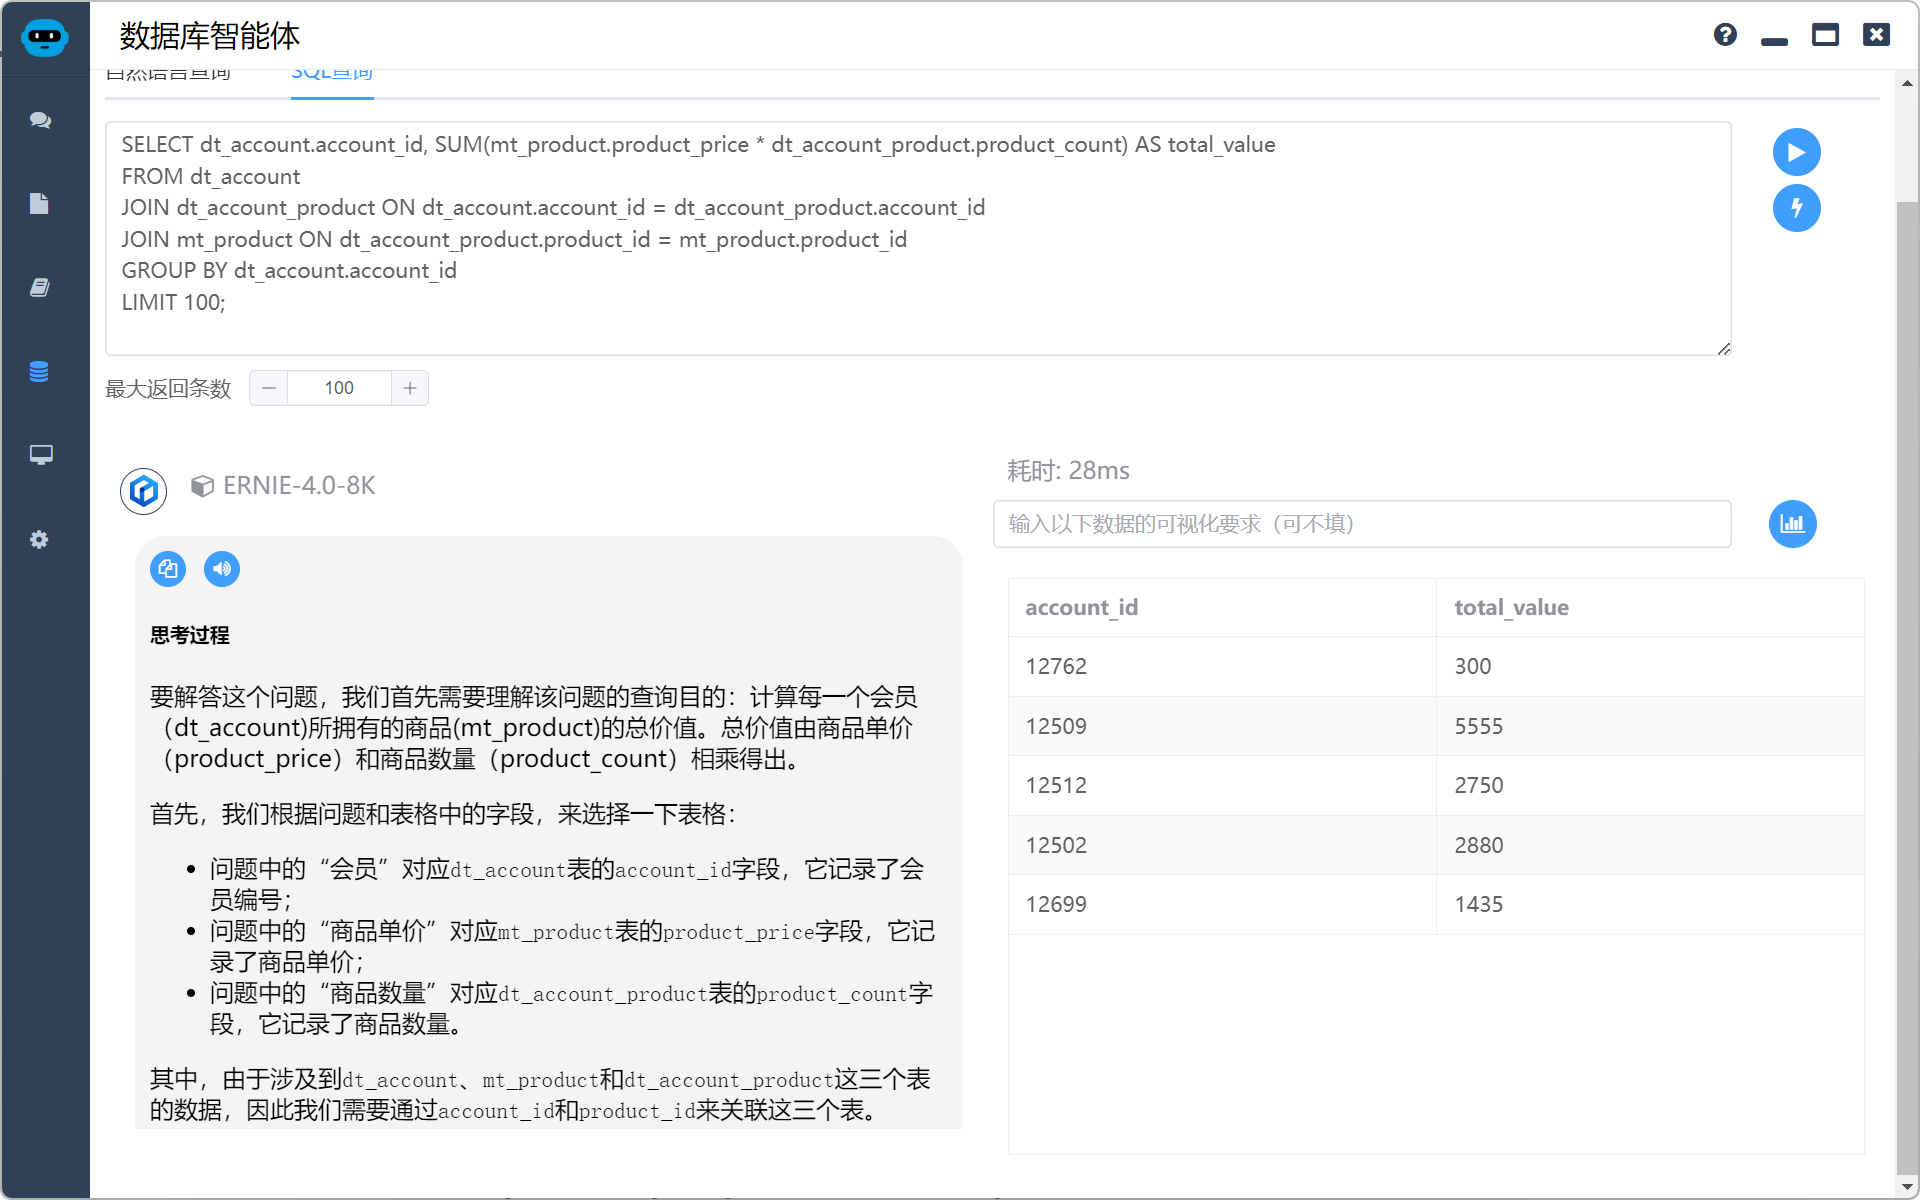 数据库智能体
自然语言查询
SQL查询
SELECT dt_account.account_id, SUM(mt_product.product_price * dt_account_product.product_count) AS total_value
FROM dt_account
JOIN dt_account_product ON dt_account.account_id = dt_account_product.account_id
JOIN mt_product ON dt_account_product.product_id = mt_product.product_id
GROUP BY dt_account.account_id
LIMIT 100;
最大返回条数
100
ERNIE-4.0-8K
思考过程
要解答这个问题，我们首先需要理解该问题的查询目的：计算每一个会员
（dt_account)所拥有的商品(mt_product)的总价值。总价值由商品单价
（product_price）和商品数量（product_count）相乘得出。
首先，我们根据问题和表格中的字段，来选择一下表格：
• 问题中的“会员”对应dt_account表的account_id字段，它记录了会
员编号；
• 问题中的“商品单价”对应mt_product表的product_price字段，它记
录了商品单价；
• 问题中的“商品数量”对应dt_account_product表的product_count字
段，它记录了商品数量。
其中，由于涉及到dt_account、mt_product和dt_account_product这三个表
的数据，因此我们需要通过account_id和product_id来关联这三个表。
耗时: 28ms
输入以下数据的可视化要求（可不填）
account_id total_value
12762 300
12509 5555
12512 2750
12502 2880
12699 1435